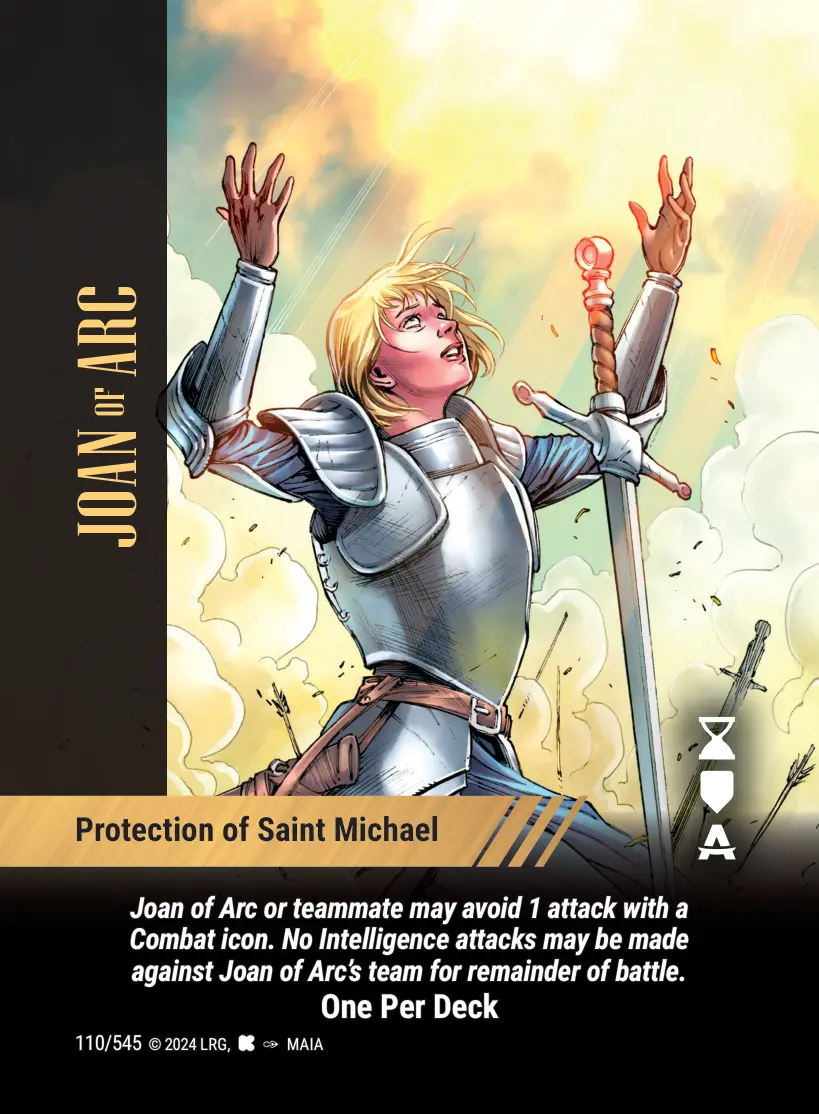 JOAN OF ARC
Protection of Saint Michael
Joan of Arc or teammate may avoid 1 attack with a
Combat icon. No Intelligence attacks may be made
against Joan of Arc’s team for remainder of battle.
One Per Deck
110/545 © 2024 LRG, K MAIA